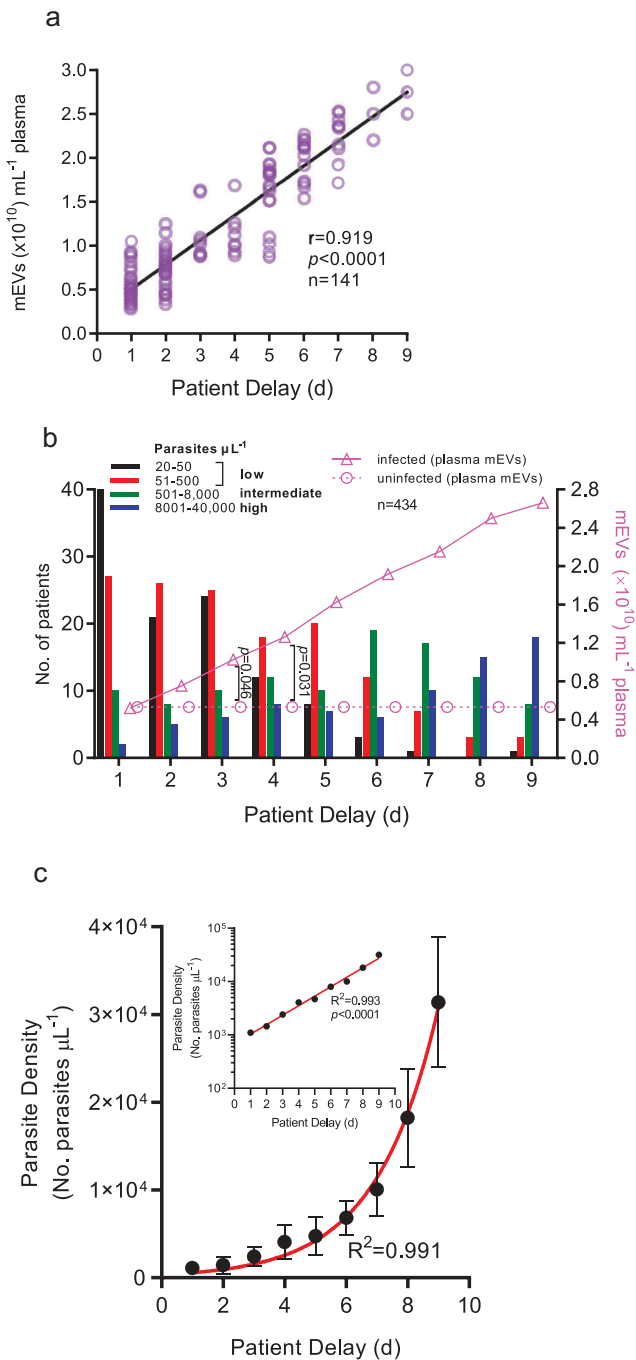 a
3.0
2.5
2.0
1.5
1.0
0.5
0.0
mEVs (x10¹⁰) mL⁻¹ plasma
r=0.919
p<0.0001
n=141
0 1 2 3 4 5 6 7 8 9
Patient Delay (d)
b
Parasites µL⁻¹
20-50
51-500
low
501-8,000 intermediate
8001-40,000 high
infected (plasma mEVs)
uninfected (plasma mEVs)
n=434
40
30
20
10
0
No. of patients
p=0.046
p=0.031
2.8
2.4
2.0
1.6
1.2
0.8
0.4
0.0
mEVs (×10¹⁰) mL⁻¹ plasma
1 2 3 4 5 6 7 8 9
Patient Delay (d)
c
4×10⁴
3×10⁴
2×10⁴
1×10⁴
0
Parasite Density
(No. parasites µL⁻¹)
10⁵
10⁴
10³
10²
Parasite Density
(No. parasites µL⁻¹)
R²=0.993
p<0.0001
0 1 2 3 4 5 6 7 8 9 10
Patient Delay (d)
R²=0.991
0 2 4 6 8 10
Patient Delay (d)